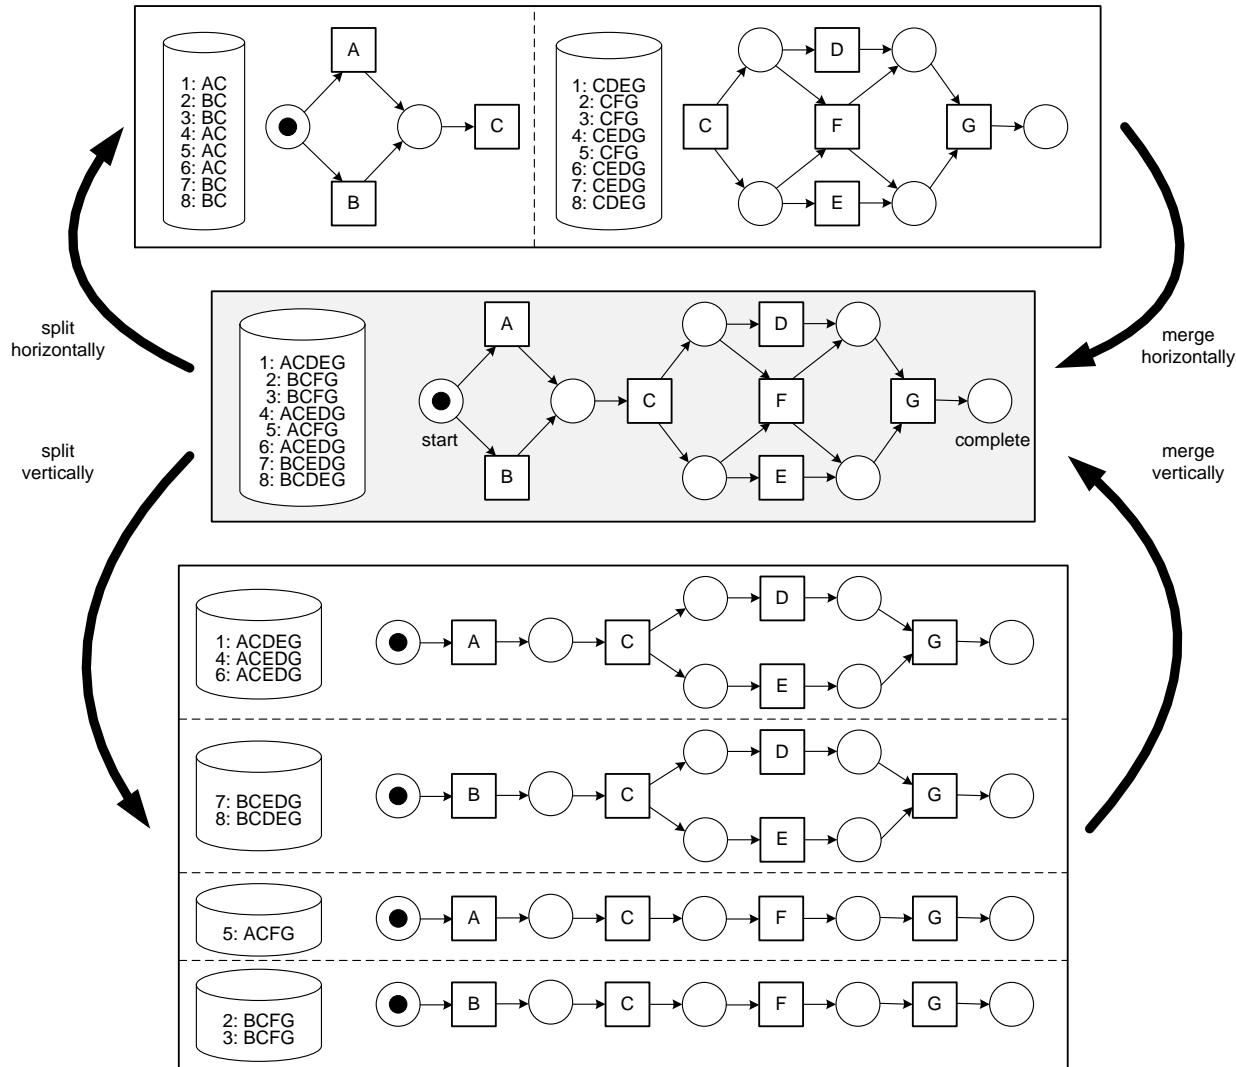 A
D
1: AC
2: BC
3: BC
4: AC
5: AC
6: AC
7: BC
8: BC
C
1: CDEG
2: CFG
3: CFG
4: CEDG
5: CFG
6: CEDG
7: CEDG
8: CDEG
C
F
G
B
E
split
horizontally
merge
horizontally
A
D
1: ACDEG
2: BCFG
3: BCFG
4: ACEDG
5: ACFG
6: ACEDG
7: BCEDG
8: BCDEG
start
C
F
G
complete
B
E
split
vertically
merge
vertically
1: ACDEG
4: ACEDG
6: ACEDG
A
C
D
E
G
7: BCEDG
8: BCDEG
B
C
D
E
G
5: ACFG
A
C
F
G
2: BCFG
3: BCFG
B
C
F
G